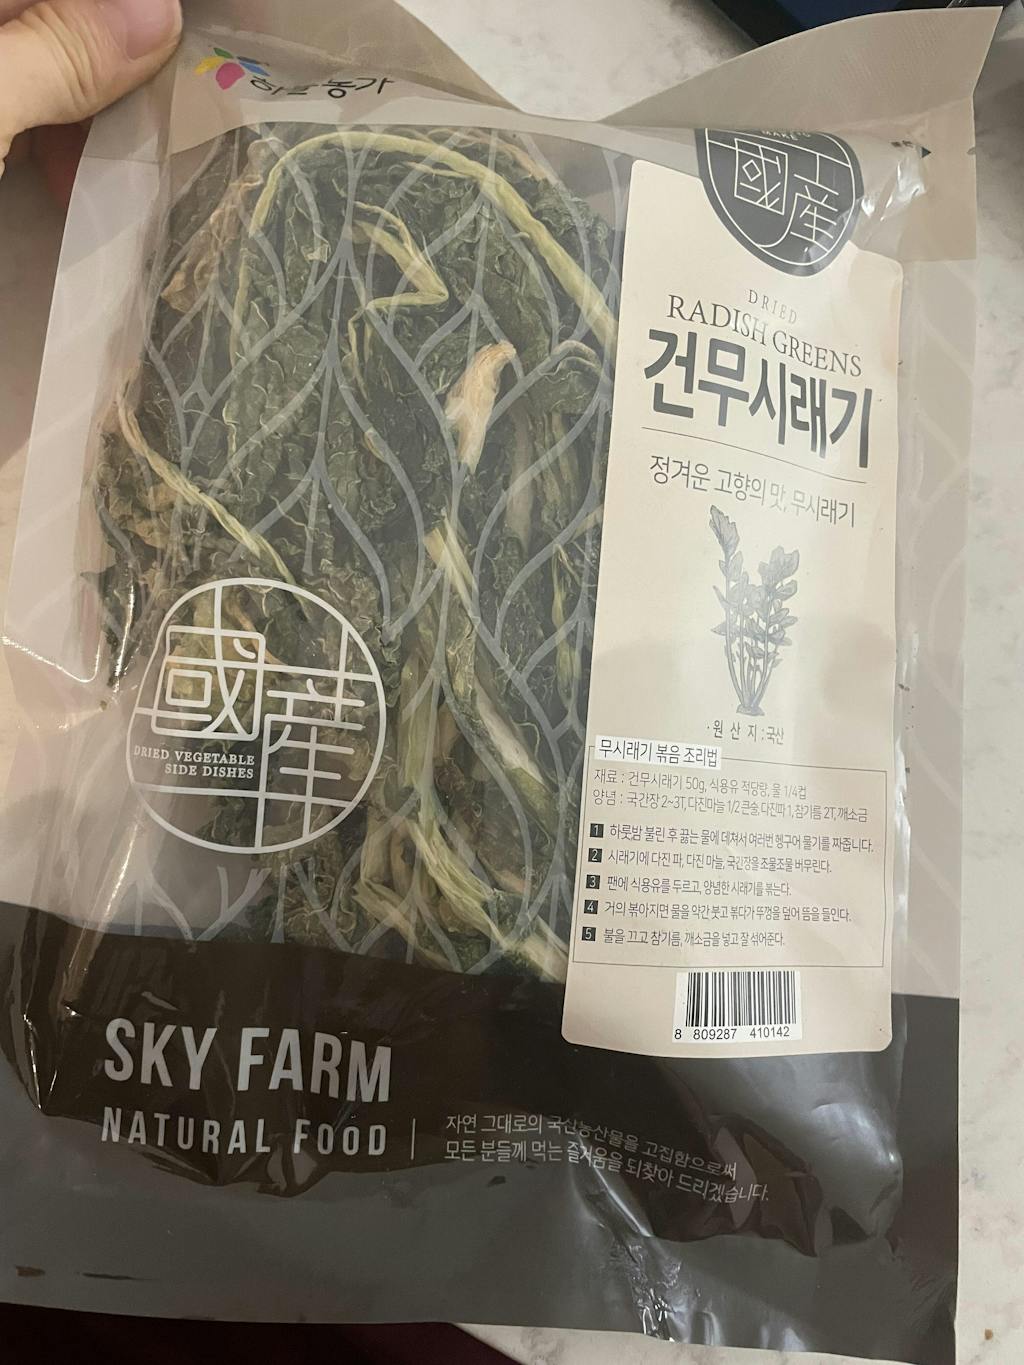 농가
國産
DRIED
RADISH GREENS
건무시래기
정겨운 고향의 맛, 무시래기
·원 산 지 : 국산
무시래기 볶음 조리법
재료 : 건무시래기 50g, 식용유 적당량, 물 1/4컵
양념 : 국간장 2~3T, 다진마늘 1/2 큰술, 다진파 1, 참기름 2T, 깨소금
1 하룻밤 불린 후 끓는 물에 데쳐서 여러번 헹구어 물기를 짜줍니다.
2 시래기에 다진 파, 다진 마늘, 국간장을 조물조물 버무린다.
3 팬에 식용유를 두르고, 양념한 시래기를 볶는다.
4 거의 볶아지면 물을 약간 붓고 볶다가 뚜껑을 덮어 뜸을 들인다.
5 불을 끄고 참기름, 깨소금을 넣고 잘 섞어준다.
8 809287 410142
國産
DRIED VEGETABLE
SIDE DISHES
SKY FARM
NATURAL FOOD
자연 그대로의 국산농산물을 고집함으로써
모든 분들께 먹는 즐거움을 되찾아 드리겠습니다.